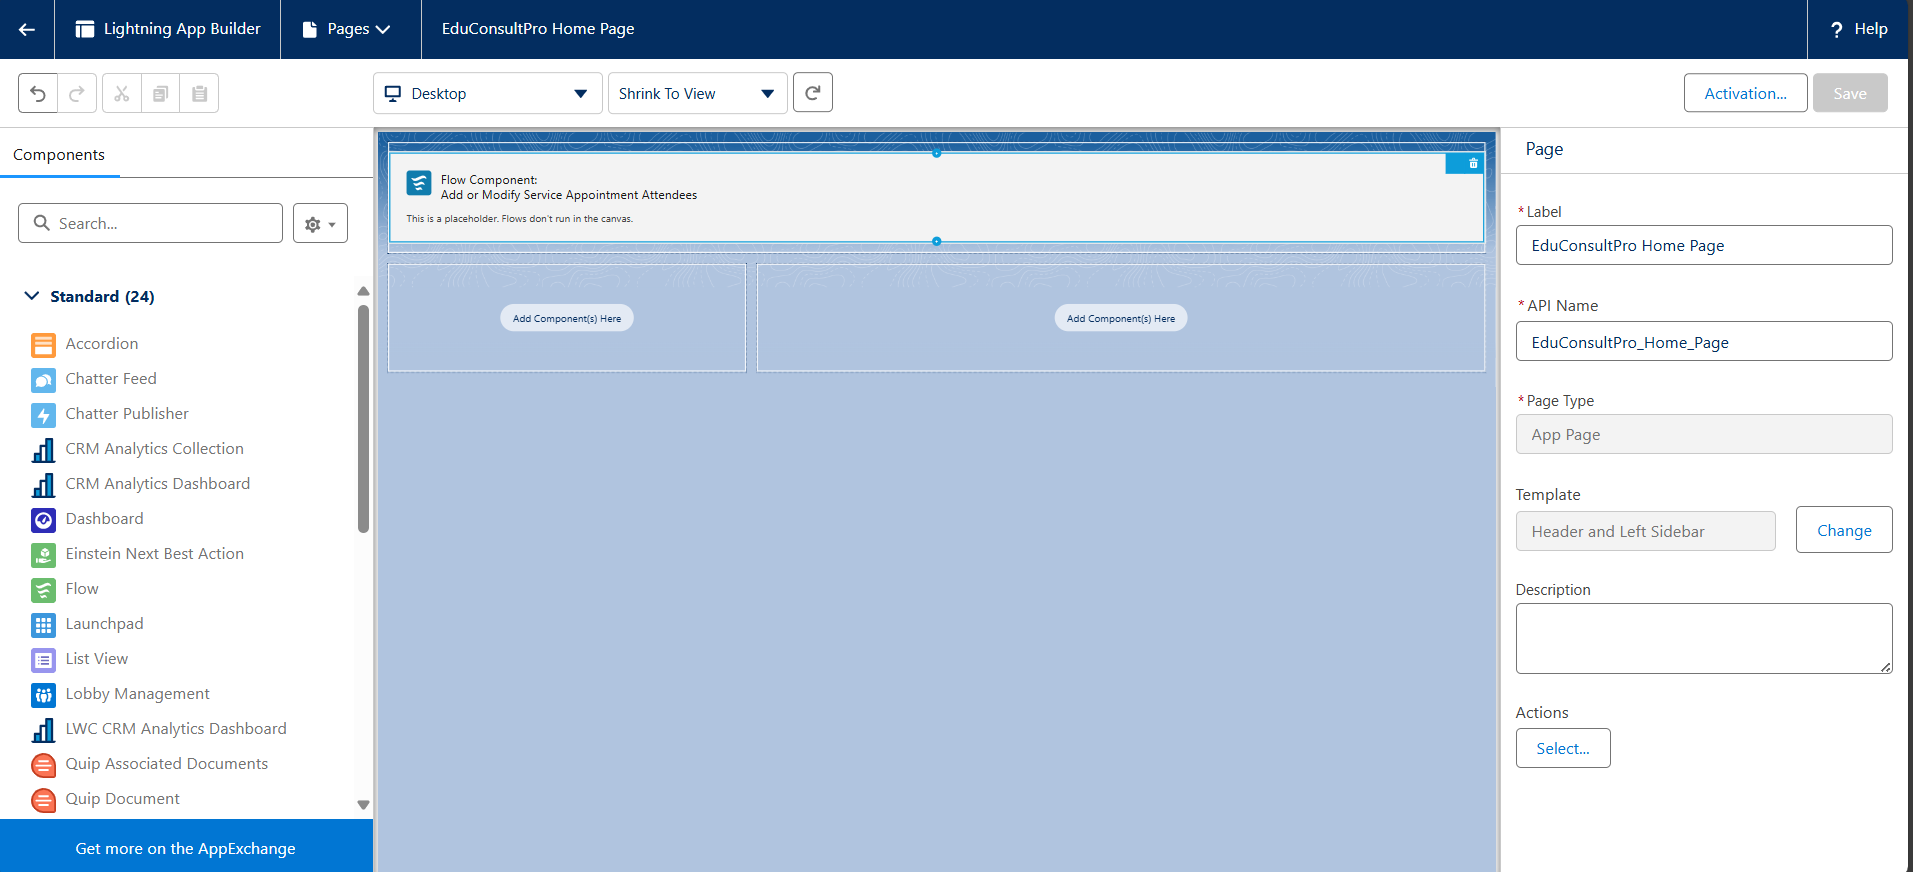 Lightning App Builder
Pages
EduConsultPro Home Page
? Help
Desktop
Shrink To View
Activation...
Save
Components
Search...
Standard (24)
Accordion
Chatter Feed
Chatter Publisher
CRM Analytics Collection
CRM Analytics Dashboard
Dashboard
Einstein Next Best Action
Flow
Launchpad
List View
Lobby Management
LWC CRM Analytics Dashboard
Quip Associated Documents
Quip Document
Get more on the AppExchange
Flow Component:
Add or Modify Service Appointment Attendees
This is a placeholder. Flows don't run in the canvas.
Add Component(s) Here
Add Component(s) Here
Page
*Label
EduConsultPro Home Page
*API Name
EduConsultPro_Home_Page
*Page Type
App Page
Template
Header and Left Sidebar
Change
Description
Actions
Select...